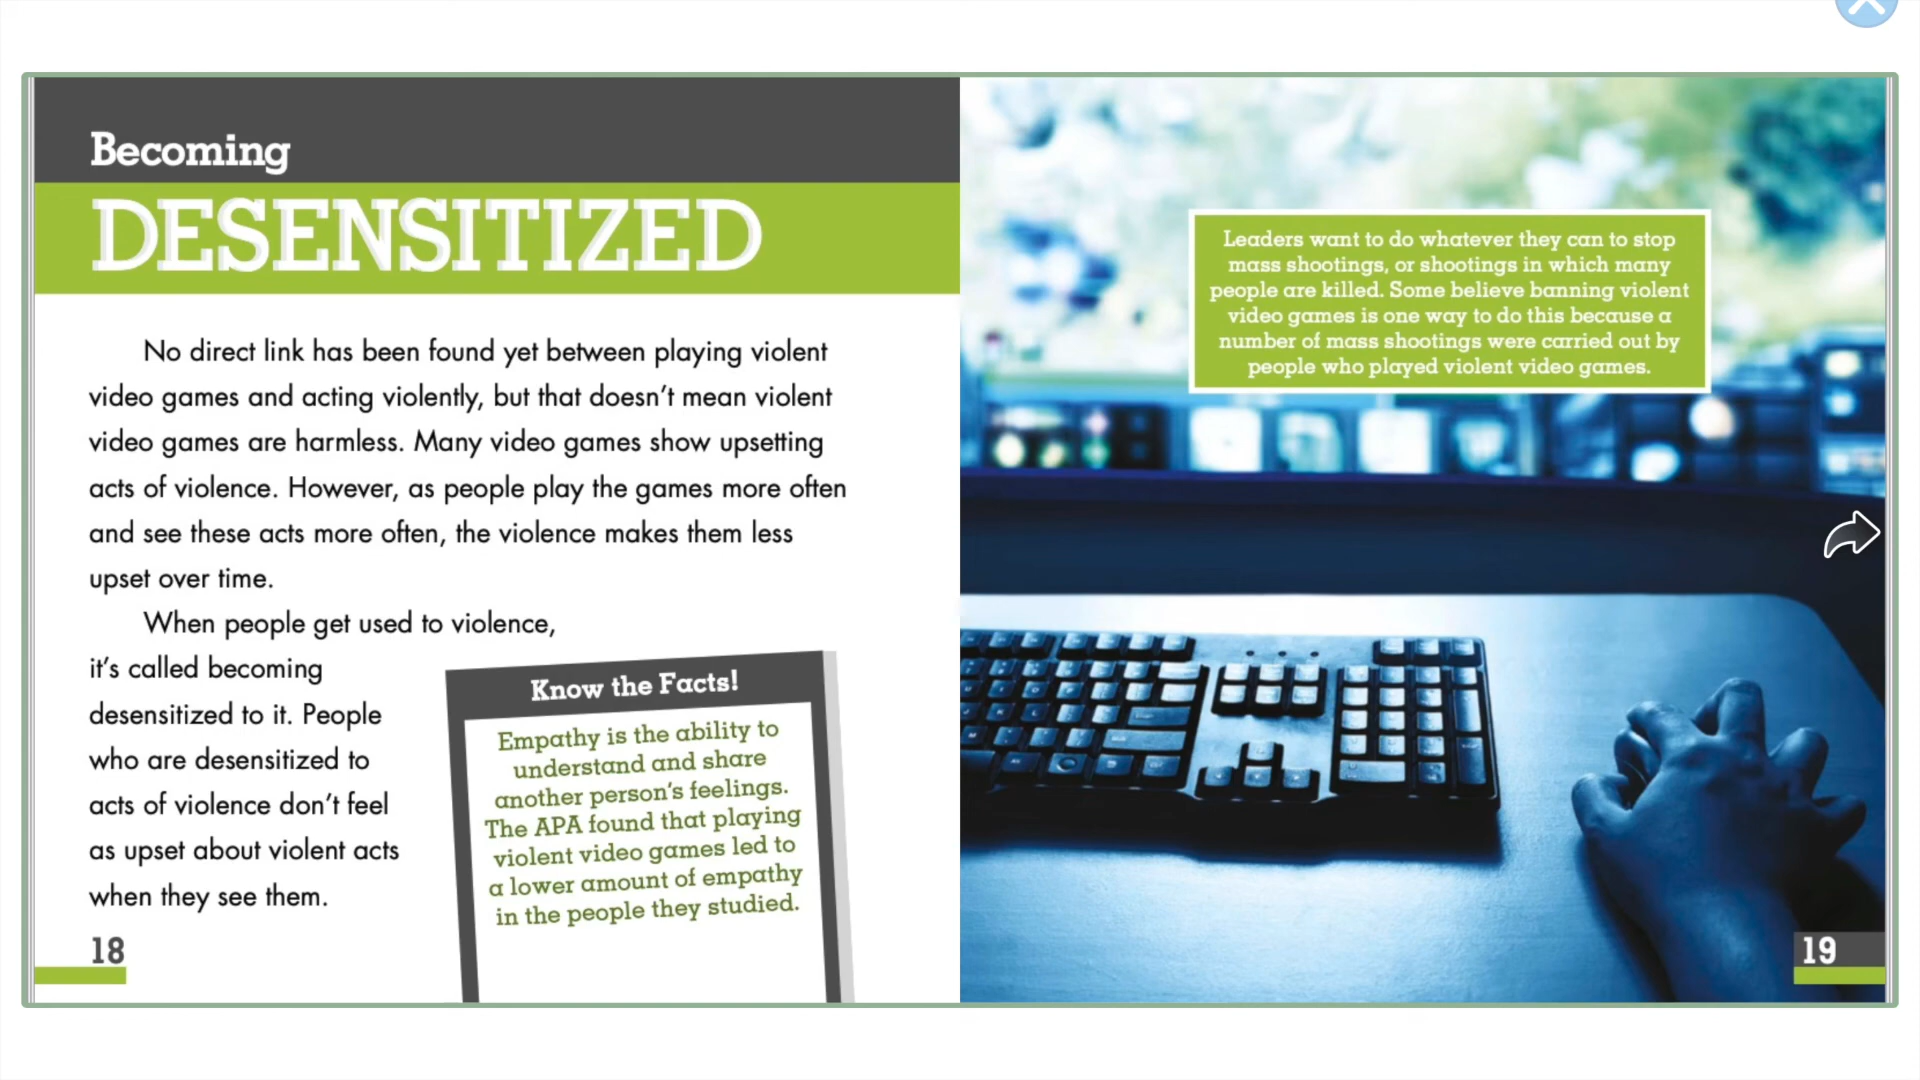 Becoming
DESENSITIZED
No direct link has been found yet between playing violent
video games and acting violently, but that doesn't mean violent
video games are harmless. Many video games show upsetting
acts of violence. However, as people play the games more often
and see these acts more often, the violence makes them less
upset over time.
When people get used to violence,
it's called becoming
desensitized to it. People
who are desensitized to
acts of violence don't feel
as upset about violent acts
when they see them.
Know the Facts!
Empathy is the ability to
understand and share
another person's feelings.
The APA found that playing
violent video games led to
a lower amount of empathy
in the people they studied.
18
Leaders want to do whatever they can to stop
mass shootings, or shootings in which many
people are killed. Some believe banning violent
video games is one way to do this because a
number of mass shootings were carried out by
people who played violent video games.
19